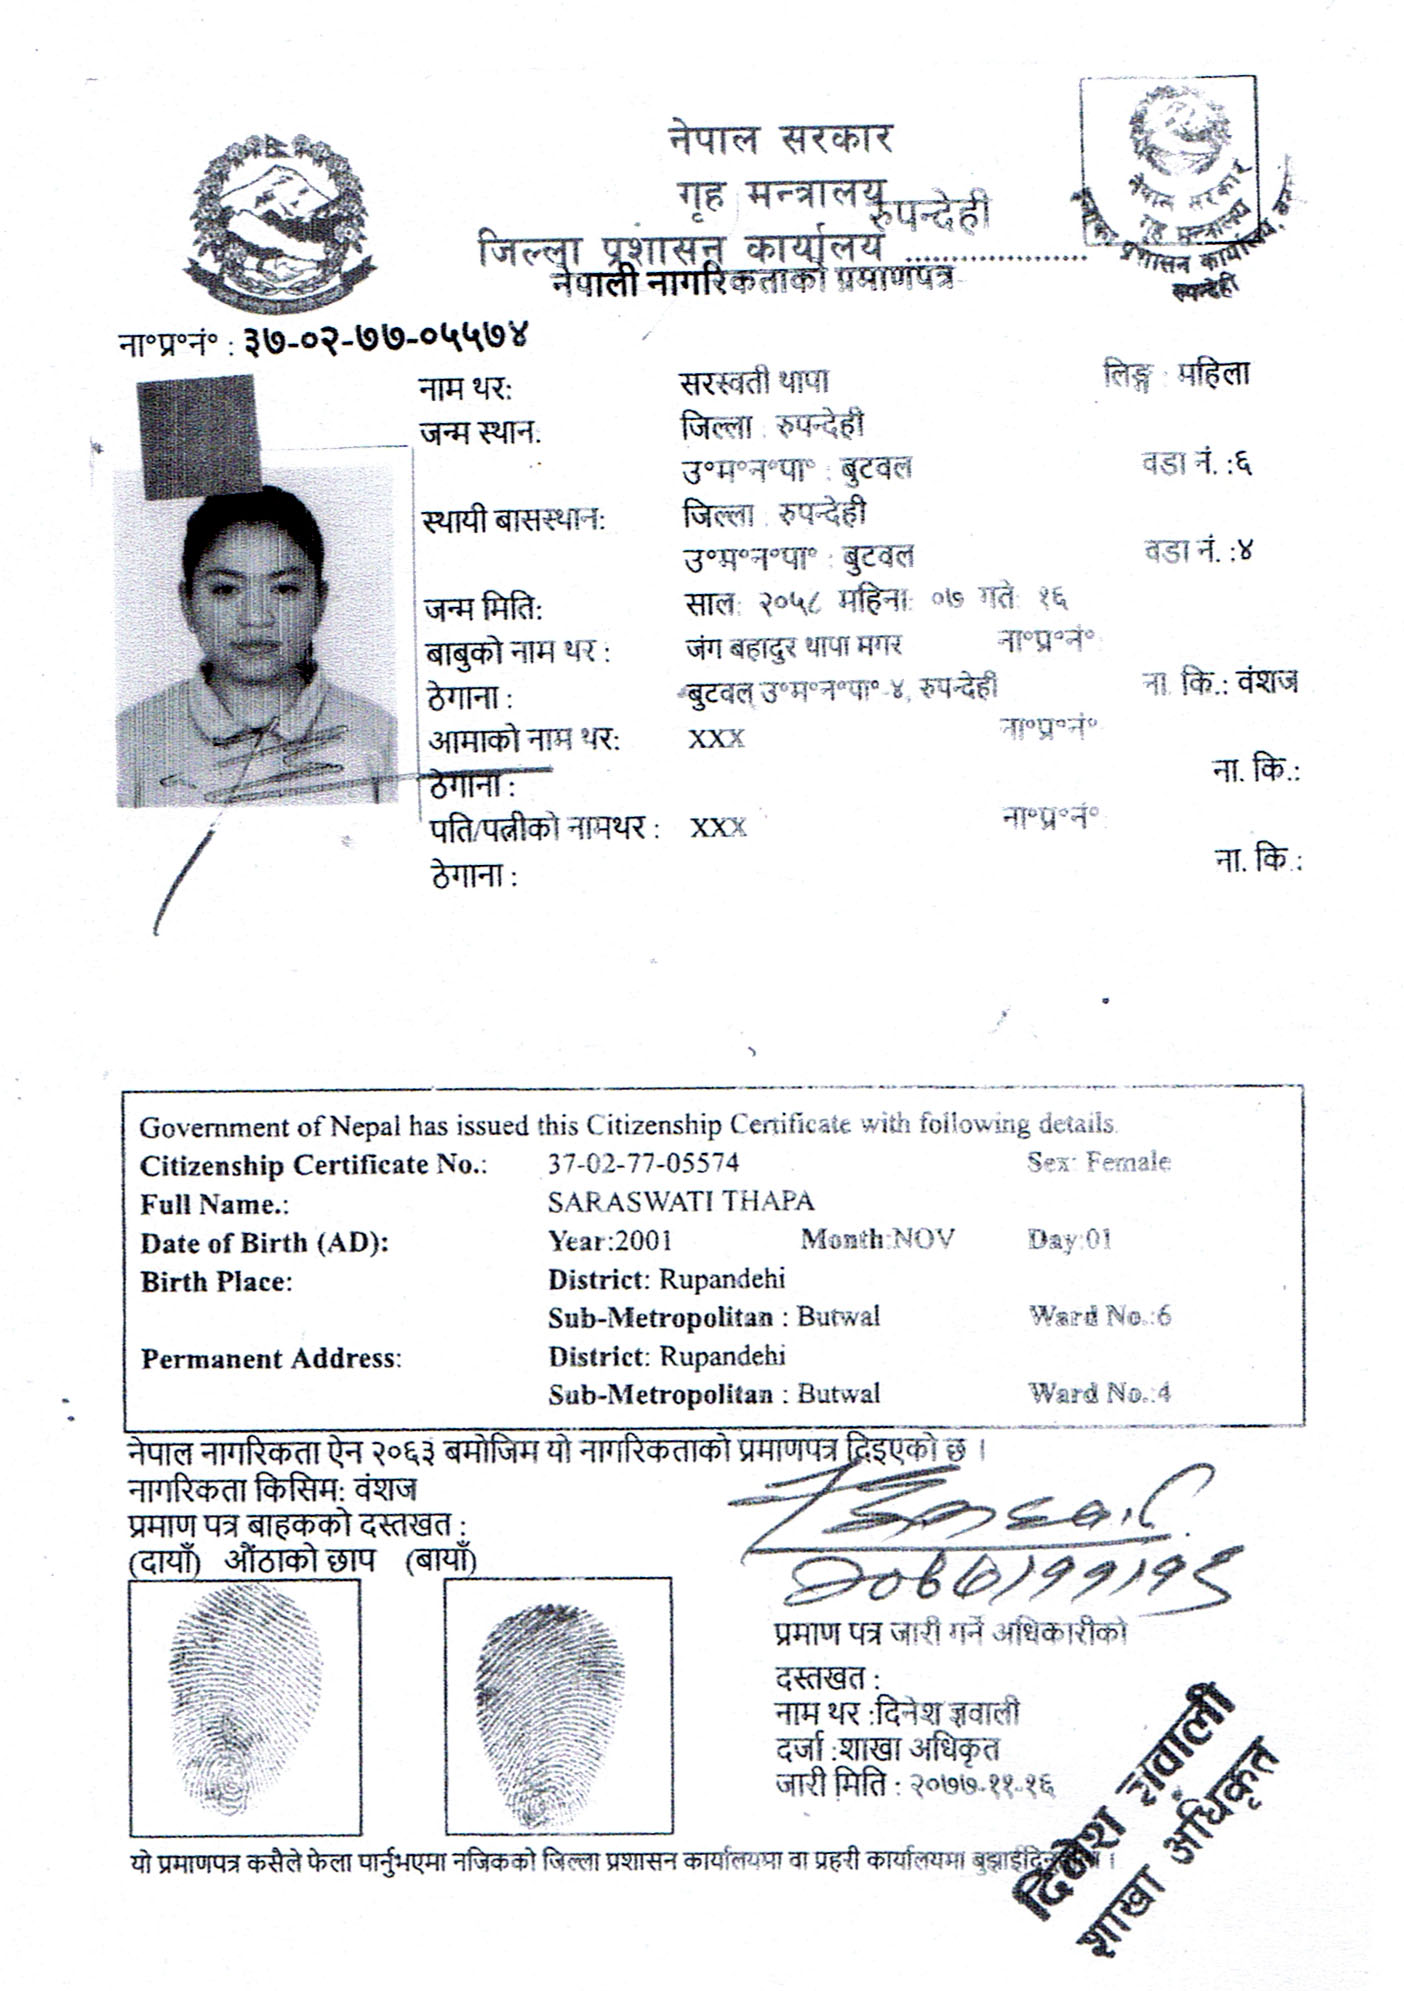 नेपाल सरकार
गृह मन्त्रालय
जिल्ला प्रशासन कार्यालय ....................
रुपन्देही
नेपाली नागरिकताको प्रमाणपत्र
नेपाल सरकार
गृह मन्त्रालय
प्रशासन कार्यालय,
रुपन्देही
ना॰प्र॰नं॰ : ३७-०२-७७-०५५७४
नाम थर: सरस्वती थापा लिङ्ग : महिला
जन्म स्थान: जिल्ला : रुपन्देही
उ॰म॰न॰पा॰ : बुटवल वडा नं. :६
स्थायी बासस्थान: जिल्ला : रुपन्देही
उ॰म॰न॰पा॰ : बुटवल वडा नं. :४
जन्म मिति: साल: २०५८ महिना: ०७ गते: १६
बाबुको नाम थर : जंग बहादुर थापा मगर ना॰प्र॰नं॰
ठेगाना : बुटवल उ॰म॰न॰पा॰-४, रुपन्देही ना. कि.: वंशज
आमाको नाम थर: XXX ना॰प्र॰नं॰
ठेगाना : ना. कि.:
पति/पत्नीको नामथर : XXX ना॰प्र॰नं॰
ठेगाना : ना. कि.:
Government of Nepal has issued this Citizenship Certificate with following details.
Citizenship Certificate No.: 37-02-77-05574 Sex: Female
Full Name.: SARASWATI THAPA
Date of Birth (AD): Year:2001 Month:NOV Day:01
Birth Place: District: Rupandehi
Sub-Metropolitan : Butwal Ward No.:6
Permanent Address: District: Rupandehi
Sub-Metropolitan : Butwal Ward No.:4
नेपाल नागरिकता ऐन २०६३ बमोजिम यो नागरिकताको प्रमाणपत्र दिइएको छ ।
नागरिकता किसिम: वंशज
प्रमाण पत्र बाहकको दस्तखत :
(दायाँ) औंठाको छाप (बायाँ)
२०७७/११/१६
प्रमाण पत्र जारी गर्ने अधिकारीको
दस्तखत :
नाम थर :दिनेश ज्ञवाली
दर्जा :शाखा अधिकृत
जारी मिति : २०७७-११-१६
यो प्रमाणपत्र कसैले फेला पार्नुभएमा नजिकको जिल्ला प्रशासन कार्यालयमा वा प्रहरी कार्यालयमा
दिनेश ज्ञवाली
शाखा अधिकृत